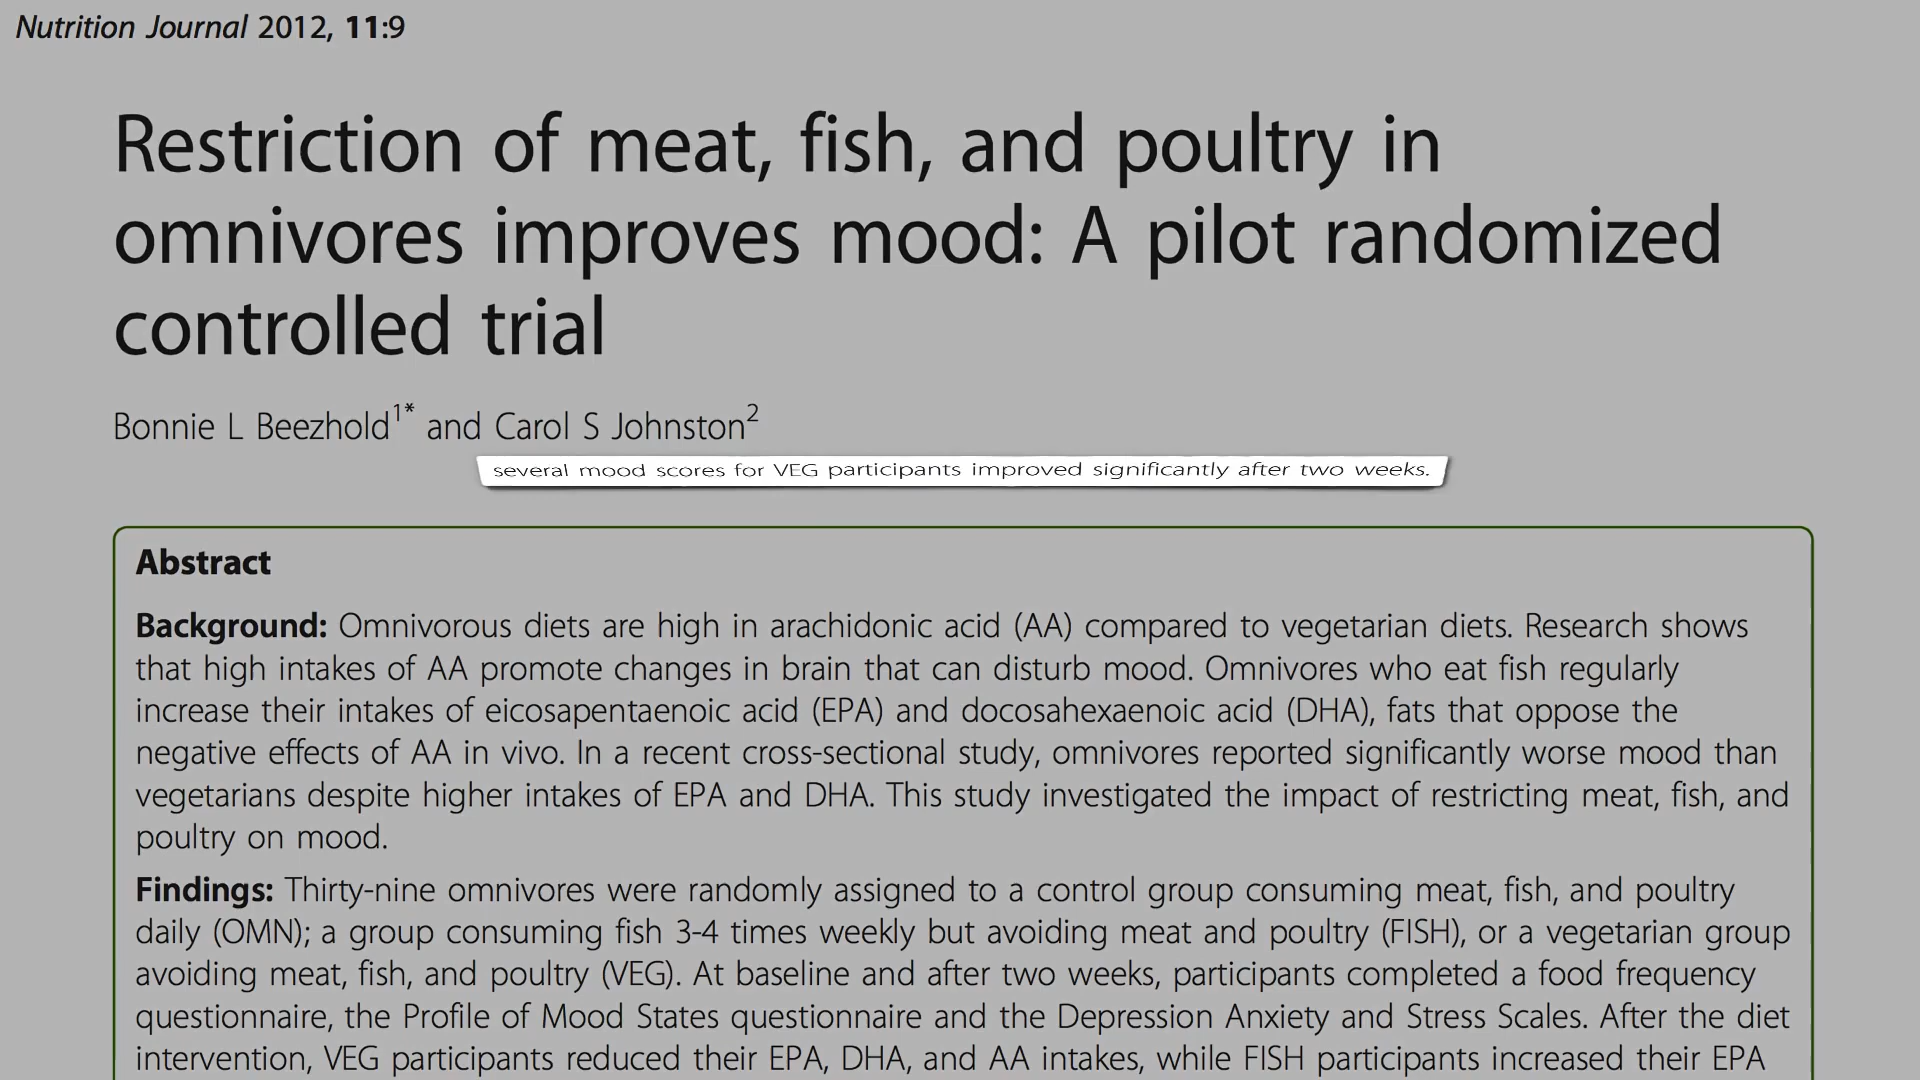 Nutrition Journal 2012, 11:9
Restriction of meat, fish, and poultry in
omnivores improves mood: A pilot randomized
controlled trial
Bonnie L Beezhold1* and Carol S Johnston2
several mood scores for VEG participants improved significantly after two weeks.
Abstract
Background: Omnivorous diets are high in arachidonic acid (AA) compared to vegetarian diets. Research shows
that high intakes of AA promote changes in brain that can disturb mood. Omnivores who eat fish regularly
increase their intakes of eicosapentaenoic acid (EPA) and docosahexaenoic acid (DHA), fats that oppose the
negative effects of AA in vivo. In a recent cross-sectional study, omnivores reported significantly worse mood than
vegetarians despite higher intakes of EPA and DHA. This study investigated the impact of restricting meat, fish, and
poultry on mood.
Findings: Thirty-nine omnivores were randomly assigned to a control group consuming meat, fish, and poultry
daily (OMN); a group consuming fish 3-4 times weekly but avoiding meat and poultry (FISH), or a vegetarian group
avoiding meat, fish, and poultry (VEG). At baseline and after two weeks, participants completed a food frequency
questionnaire, the Profile of Mood States questionnaire and the Depression Anxiety and Stress Scales. After the diet
intervention, VEG participants reduced their EPA, DHA, and AA intakes, while FISH participants increased their EPA